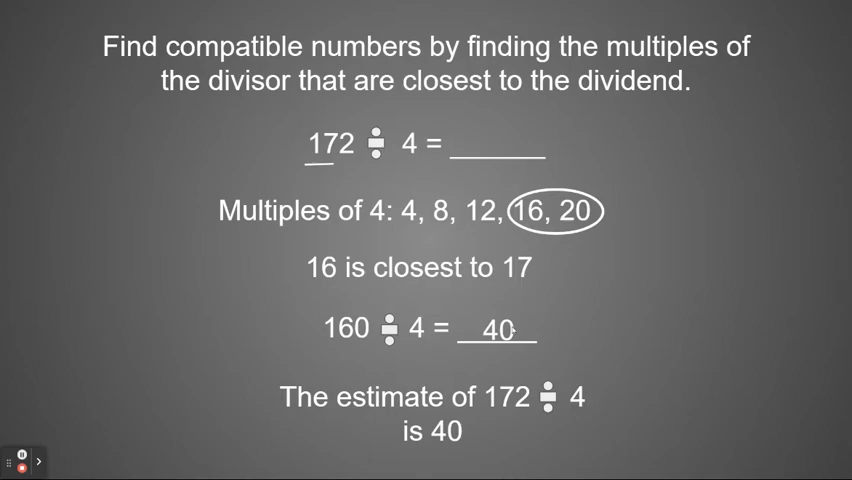 Find compatible numbers by finding the multiples of
the divisor that are closest to the dividend.
172 ÷ 4 = ______
Multiples of 4: 4, 8, 12, 16, 20
16 is closest to 17
160 ÷ 4 = __40__
The estimate of 172 ÷ 4
is 40